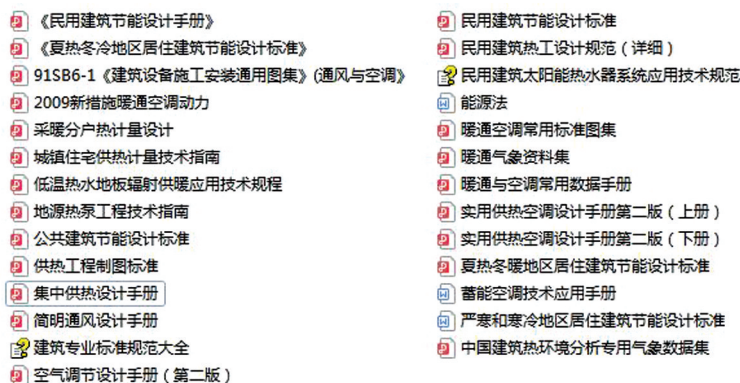 《民用建筑节能设计手册》
《夏热冬冷地区居住建筑节能设计标准》
91SB6-1《建筑设备施工安装通用图集》(通风与空调》
2009新措施暖通空调动力
采暖分户热计量设计
城镇住宅供热计量技术指南
低温热水地板辐射供暖应用技术规程
地源热泵工程技术指南
公共建筑节能设计标准
供热工程制图标准
集中供热设计手册
简明通风设计手册
建筑专业标准规范大全
空气调节设计手册（第二版）
民用建筑节能设计标准
民用建筑热工设计规范（详细）
民用建筑太阳能热水器系统应用技术规范
能源法
暖通空调常用标准图集
暖通气象资料集
暖通与空调常用数据手册
实用供热空调设计手册第二版（上册）
实用供热空调设计手册第二版（下册）
夏热冬暖地区居住建筑节能设计标准
蓄能空调技术应用手册
严寒和寒冷地区居住建筑节能设计标准
中国建筑热环境分析专用气象数据集